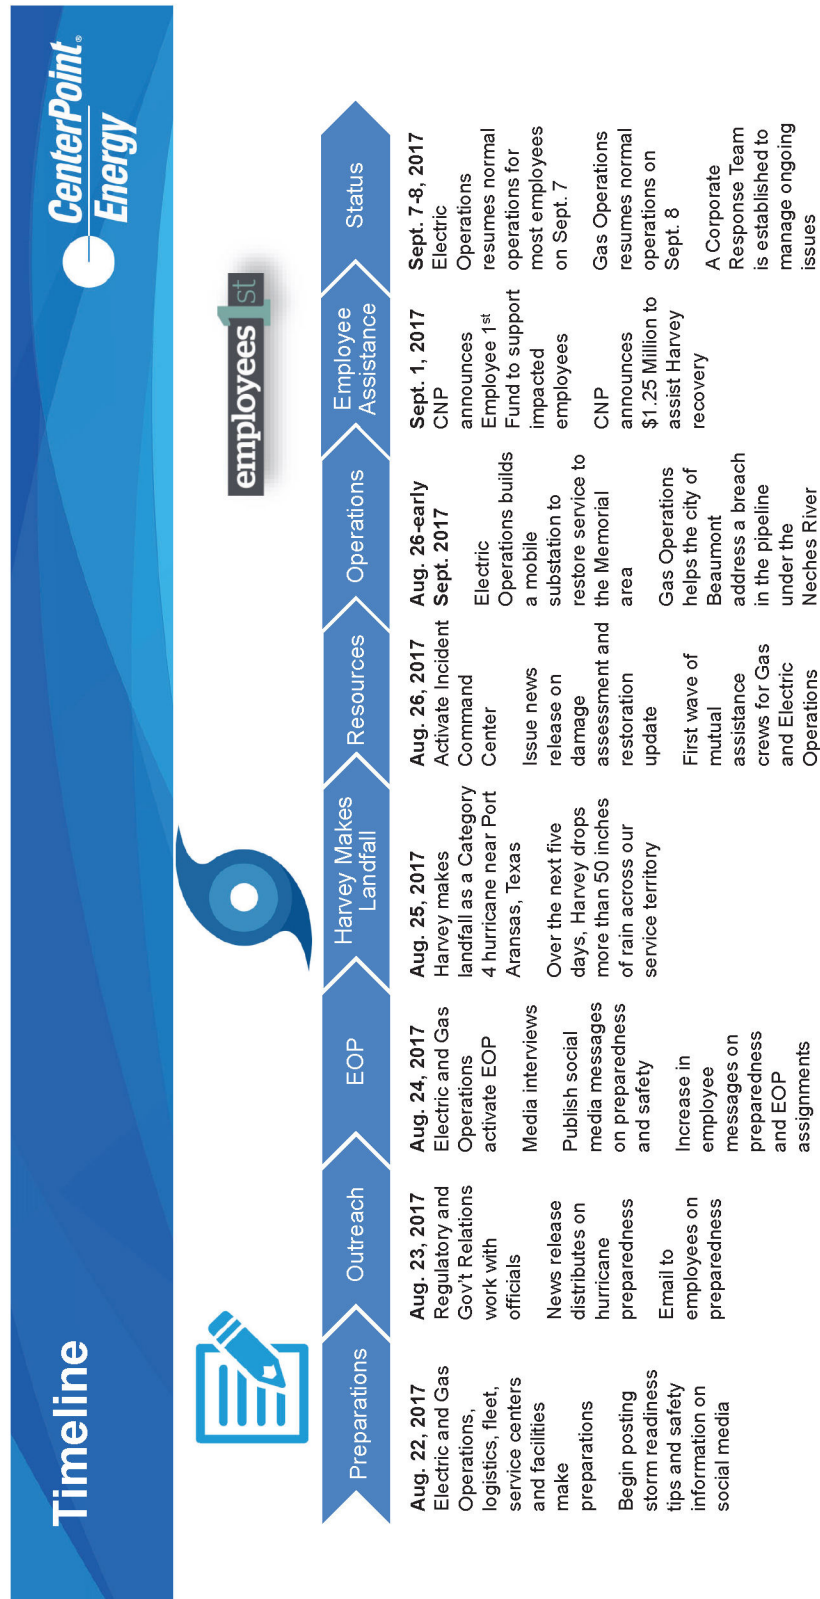 Timeline
CenterPoint®
Energy
employees1st
Preparations
Outreach
EOP
Harvey Makes
Landfall
Resources
Operations
Employee
Assistance
Status
Aug. 22, 2017
Electric and Gas
Operations,
logistics, fleet,
service centers
and facilities
make
preparations
Begin posting
storm readiness
tips and safety
information on
social media
Aug. 23, 2017
Regulatory and
Gov't Relations
work with
officials
News release
distributes on
hurricane
preparedness
Email to
employees on
preparedness
Aug. 24, 2017
Electric and Gas
Operations
activate EOP
Media interviews
Publish social
media messages
on preparedness
and safety
Increase in
employee
messages on
preparedness
and EOP
assignments
Aug. 25, 2017
Harvey makes
landfall as a Category
4 hurricane near Port
Aransas, Texas
Over the next five
days, Harvey drops
more than 50 inches
of rain across our
service territory
Aug. 26, 2017
Activate Incident
Command
Center
Issue news
release on
damage
assessment and
restoration
update
First wave of
mutual
assistance
crews for Gas
and Electric
Operations
Aug. 26-early
Sept. 2017
Electric
Operations builds
a mobile
substation to
restore service to
the Memorial
area
Gas Operations
helps the city of
Beaumont
address a breach
in the pipeline
under the
Neches River
Sept. 1, 2017
CNP
announces
Employee 1st
Fund to support
impacted
employees
CNP
announces
$1.25 Million to
assist Harvey
recovery
Sept. 7-8, 2017
Electric
Operations
resumes normal
operations for
most employees
on Sept. 7
Gas Operations
resumes normal
operations on
Sept. 8
A Corporate
Response Team
is established to
manage ongoing
issues